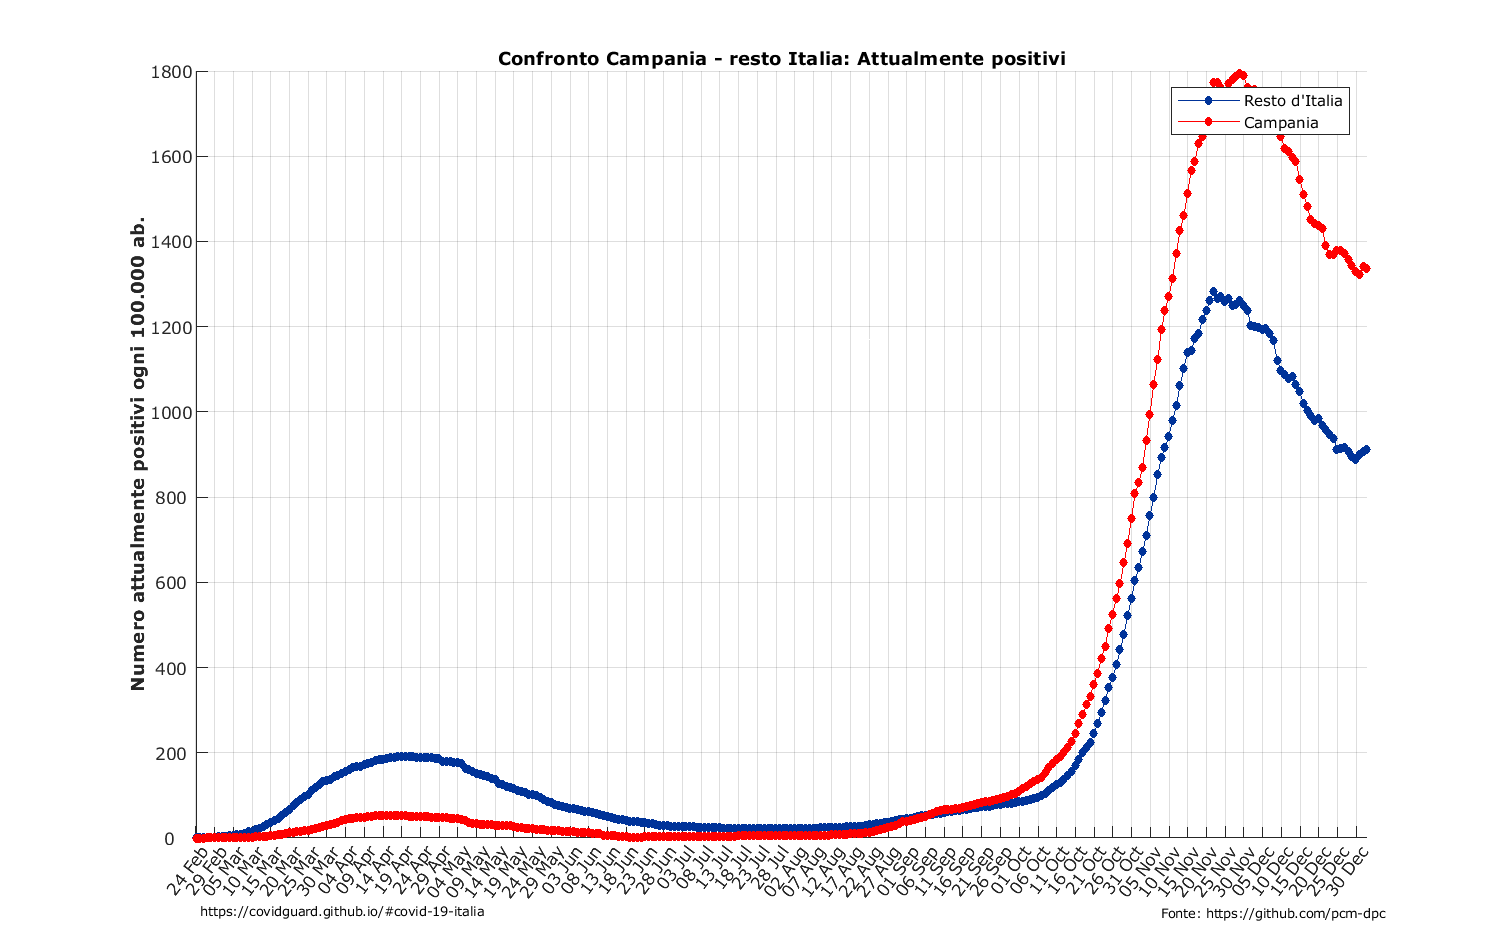 Confronto Campania - resto Italia: Attualmente positivi
Numero attualmente positivi ogni 100.000 ab.
1800
1600
1400
1200
1000
800
600
400
200
0
Resto d'Italia
Campania
24 Feb
29 Feb
05 Mar
10 Mar
15 Mar
20 Mar
25 Mar
30 Mar
04 Apr
09 Apr
14 Apr
19 Apr
24 Apr
29 Apr
04 May
09 May
14 May
19 May
24 May
29 May
03 Jun
08 Jun
13 Jun
18 Jun
23 Jun
28 Jun
03 Jul
08 Jul
13 Jul
18 Jul
23 Jul
28 Jul
02 Aug
07 Aug
12 Aug
17 Aug
22 Aug
27 Aug
01 Sep
06 Sep
11 Sep
16 Sep
21 Sep
26 Sep
01 Oct
06 Oct
11 Oct
16 Oct
21 Oct
26 Oct
31 Oct
05 Nov
10 Nov
15 Nov
20 Nov
25 Nov
30 Nov
05 Dec
10 Dec
15 Dec
20 Dec
25 Dec
30 Dec
https://covidguard.github.io/#covid-19-italia
Fonte: https://github.com/pcm-dpc